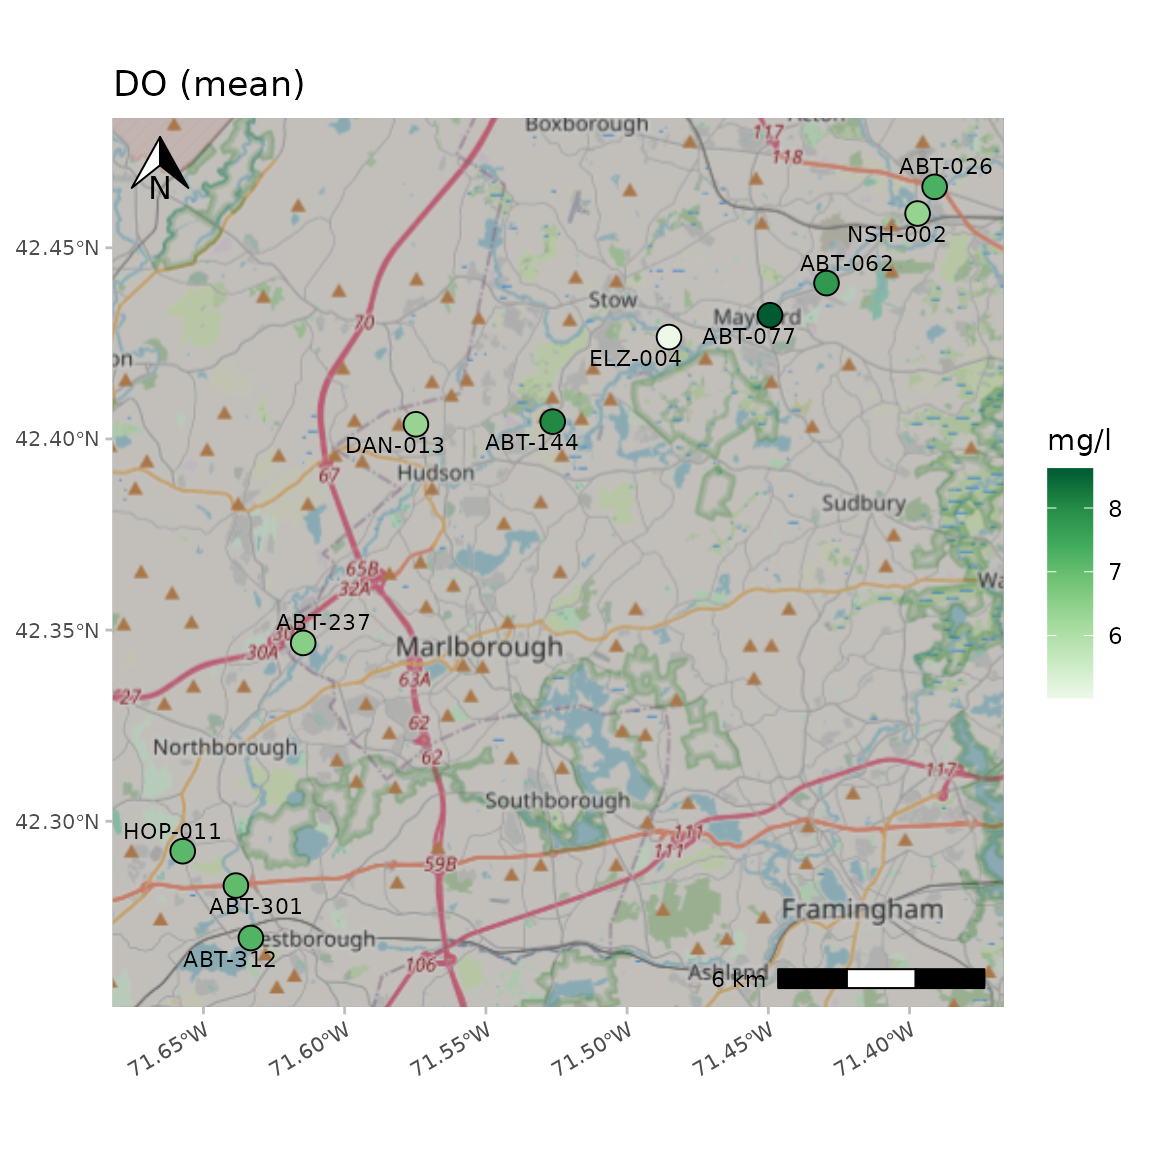 DO (mean)
Boxborough
117
118
ABT-026
N
NSH-002
42.45°N
ABT-062
Stow
70
ABT-077
ELZ-004
on
42.40°N
DAN-013
ABT-144
Hudson
67
Sudbury
65B
32A
Wa
ABT-237
42.35°N
30A
Marlborough
63A
27
62
Northborough
62
117
Southborough
42.30°N
HOP-011
111
111
59B
ABT-301
Framingham
estborough
ABT-312
106
Ashland
6 km
71.65°W
71.60°W
71.55°W
71.50°W
71.45°W
71.40°W
mg/l
8
7
6